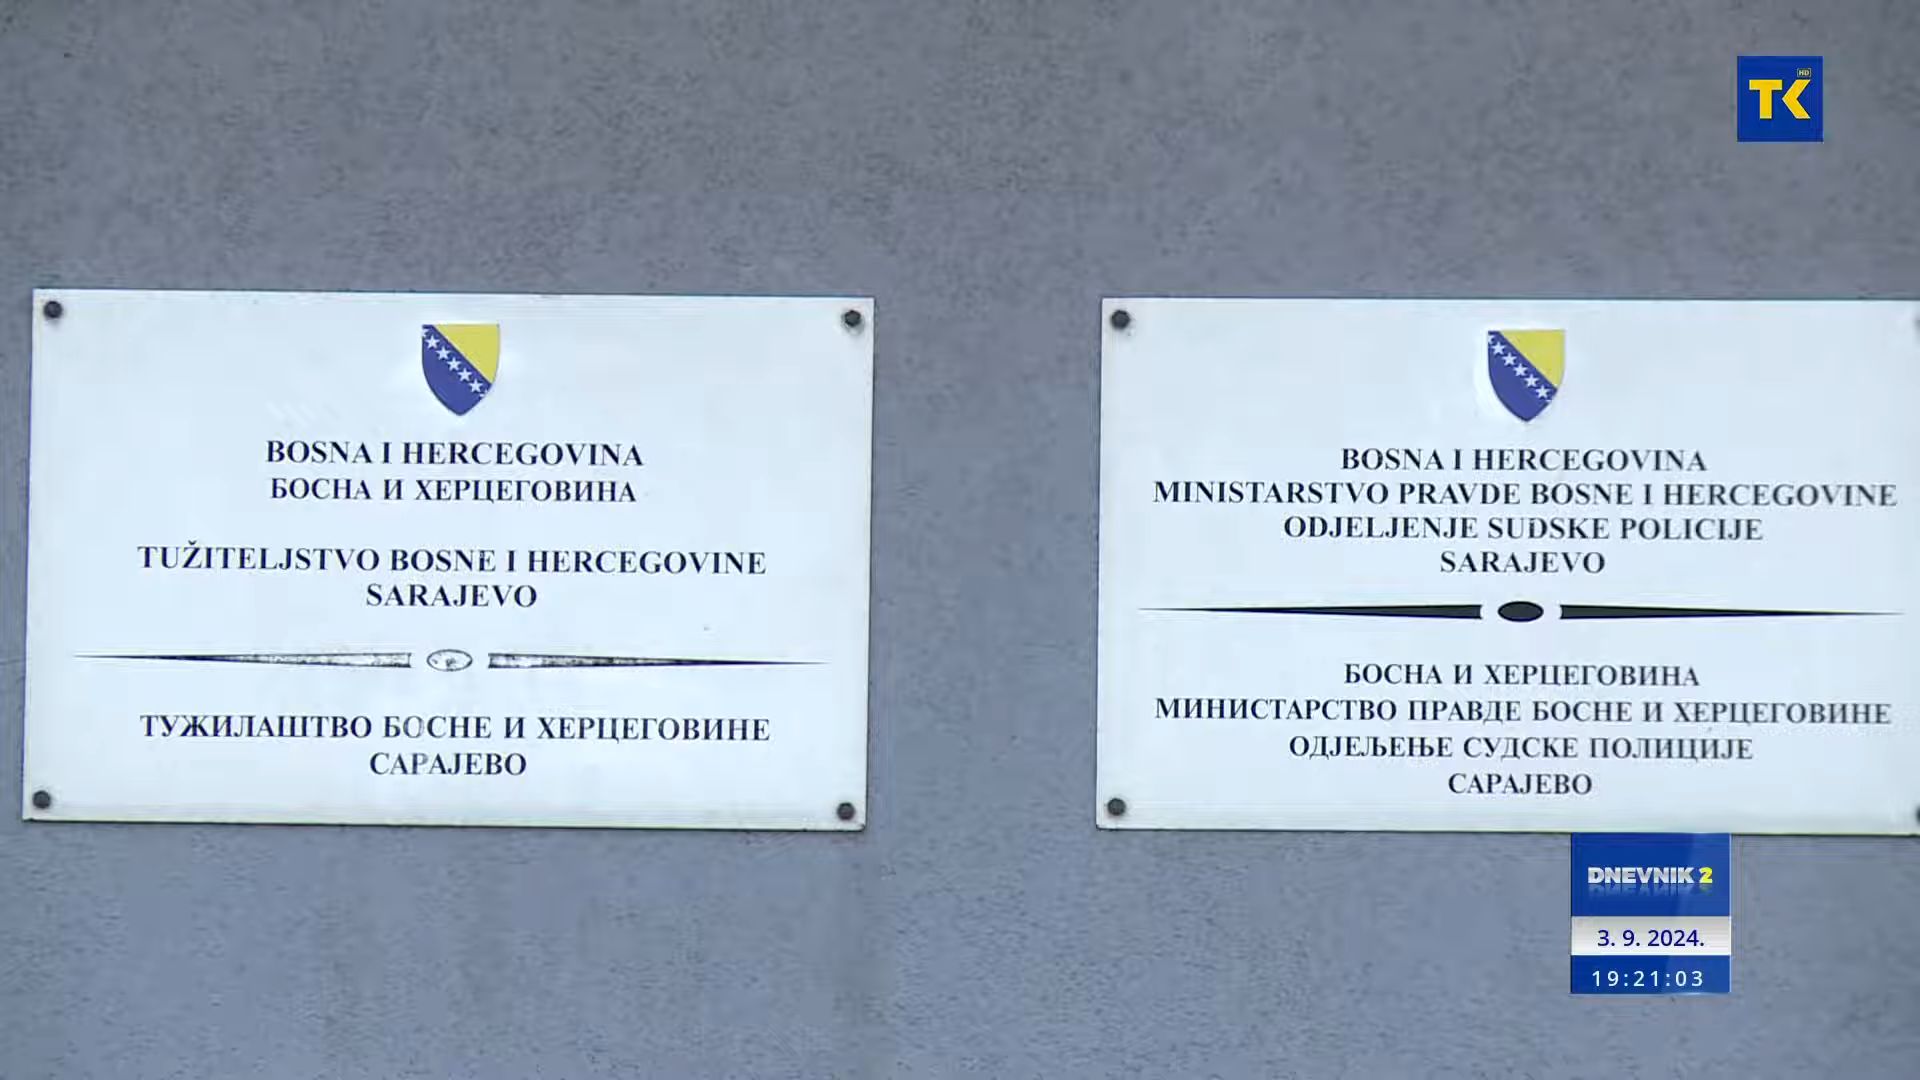 TK HD
BOSNA I HERCEGOVINA
БОСНА И ХЕРЦЕГОВИНА
TUŽITELJSTVO BOSNE I HERCEGOVINE
SARAJEVO
ТУЖИЛАШТВО БОСНЕ И ХЕРЦЕГОВИНЕ
САРАЈЕВО
BOSNA I HERCEGOVINA
MINISTARSTVO PRAVDE BOSNE I HERCEGOVINE
ODJELJENJE SUDSKE POLICIJE
SARAJEVO
БОСНА И ХЕРЦЕГОВИНА
МИНИСТАРСТВО ПРАВДЕ БОСНЕ И ХЕРЦЕГОВИНЕ
ОДЈЕЉЕЊЕ СУДСКЕ ПОЛИЦИЈЕ
САРАЈЕВО
DNEVNIK 2
3. 9. 2024.
19:21:03